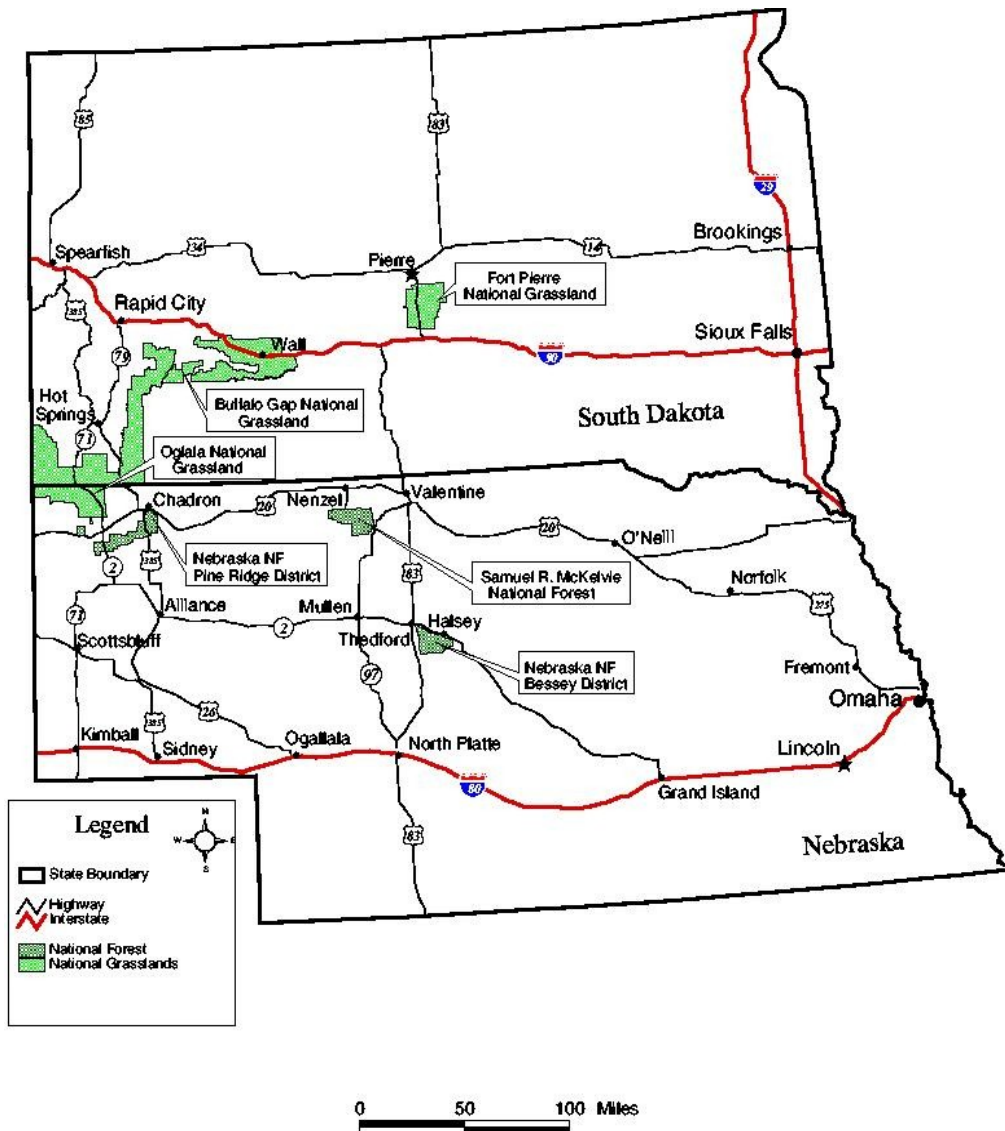 85
83
29
Brookings
Spearfish
34
14
Pierre
Fort Pierre
National Grassland
Rapid City
385
79
Wall
90
Sioux Falls
Hot
Springs
Buffalo Gap National
Grassland
South Dakota
71
Oglala National
Grassland
Chadron
20
Nenzel
Valentine
20
O'Neill
Nebraska NF
Pine Ridge District
385
2
83
Samuel R. McKelvie
National Forest
Norfolk
275
Alliance
71
2
Mullen
Thedford
Halsey
Scottsbluff
97
Nebraska NF
Bessey District
Fremont
Omaha
26
385
Kimball
Sidney
Ogallala
North Platte
Lincoln
80
Grand Island
83
Nebraska
Legend
N
W
E
S
State Boundary
Highway
Interstate
National Forest
National Grasslands
0 50 100 Miles